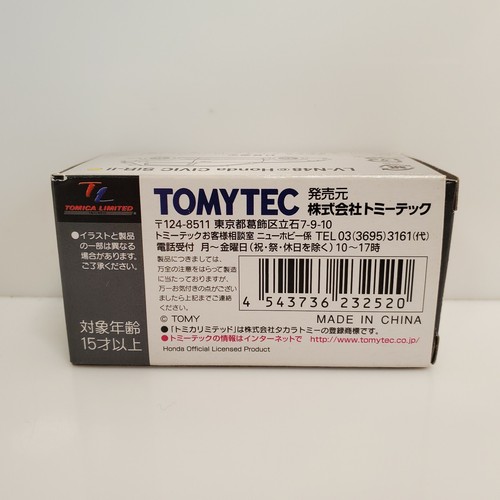 LV-N48 Honda CIVIC SiR-II
TL
TOMICA LIMITED
●イラストと製品
の一部は異なる
場合があります。
ご了承ください。
対象年齢
15才以上
TOMYTEC 発売元 株式会社トミーテック
〒124-8511 東京都葛飾区立石7-9-10
トミーテックお客様相談室 ニューホビー係 TEL 03(3695)3161(代)
電話受付 月〜金曜日(祝・祭・休日を除く) 10〜17時
製品につきましては、
万全の注意をはらって製造
に当たっておりますが、
万一お気付きの点がござい
ましたら上記までご連絡
ください。
4 543736 232520
© TOMY MADE IN CHINA
●「トミカリミテッド」は株式会社タカラトミーの登録商標です。
●トミーテックの情報はインターネットで http://www.tomytec.co.jp/
Honda Official Licensed Product